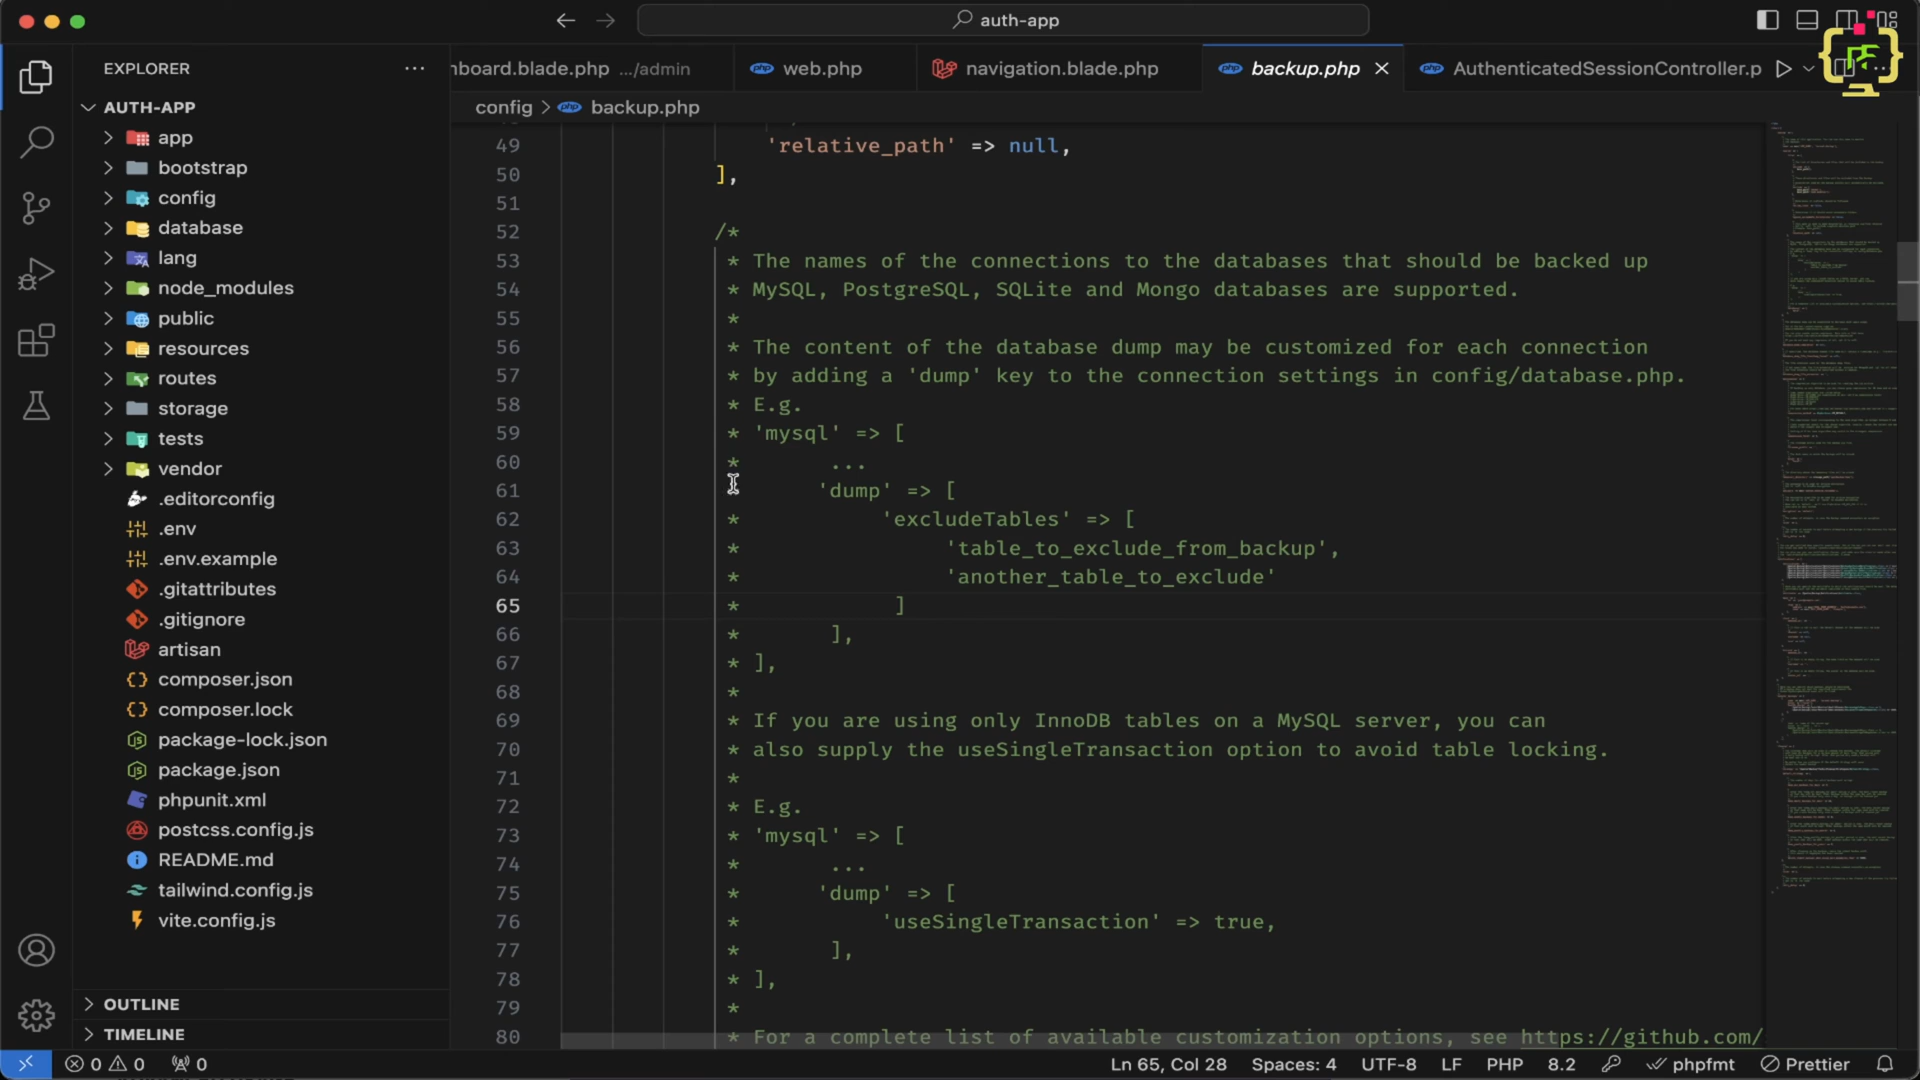 auth-app
EXPLORER
AUTH-APP
app
bootstrap
config
database
lang
node_modules
public
resources
routes
storage
tests
vendor
.editorconfig
.env
.env.example
.gitattributes
.gitignore
artisan
composer.json
composer.lock
package-lock.json
package.json
phpunit.xml
postcss.config.js
README.md
tailwind.config.js
vite.config.js
OUTLINE
TIMELINE
nboard.blade.php .../admin
web.php
navigation.blade.php
backup.php
AuthenticatedSessionController.p
config > backup.php
49 'relative_path' => null,
50 ],
51
52 /*
53 * The names of the connections to the databases that should be backed up
54 * MySQL, PostgreSQL, SQLite and Mongo databases are supported.
55 *
56 * The content of the database dump may be customized for each connection
57 * by adding a 'dump' key to the connection settings in config/database.php.
58 * E.g.
59 * 'mysql' => [
60 * ...
61 'dump' => [
62 * 'excludeTables' => [
63 * 'table_to_exclude_from_backup',
64 * 'another_table_to_exclude'
65 * ]
66 * ],
67 * ],
68 *
69 * If you are using only InnoDB tables on a MySQL server, you can
70 * also supply the useSingleTransaction option to avoid table locking.
71 *
72 * E.g.
73 * 'mysql' => [
74 * ...
75 * 'dump' => [
76 * 'useSingleTransaction' => true,
77 * ],
78 * ],
79 *
80 * For a complete list of available customization options, see https://github.com/
0 0 0
Ln 65, Col 28 Spaces: 4 UTF-8 LF PHP 8.2 phpfmt Prettier